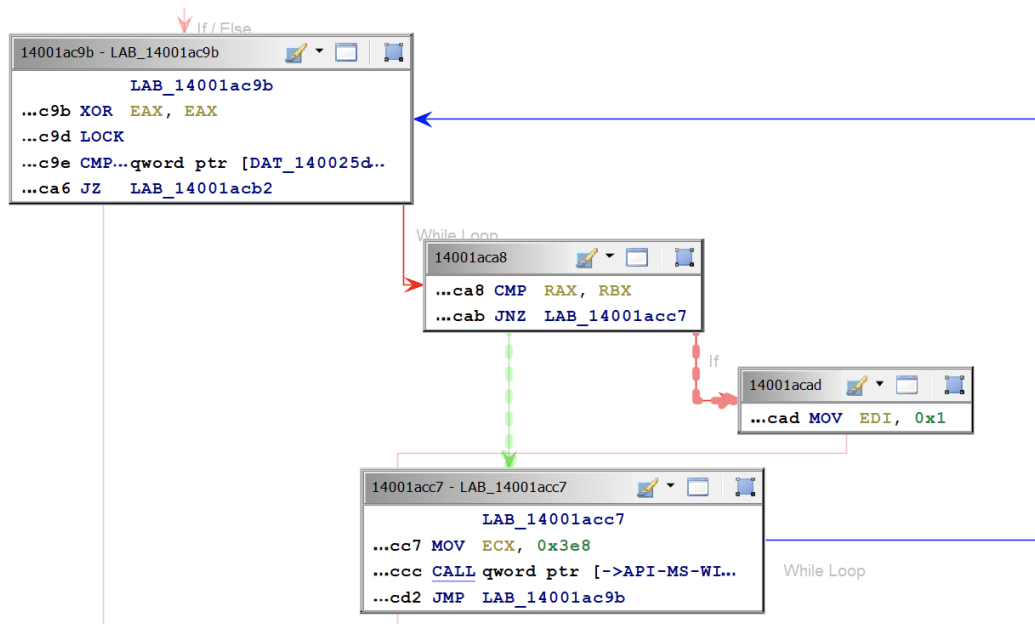 If / Else
14001ac9b - LAB_14001ac9b
LAB_14001ac9b
...c9b XOR EAX, EAX
...c9d LOCK
...c9e CMP...qword ptr [DAT_140025d...
...ca6 JZ LAB_14001acb2
While Loop
14001aca8
...ca8 CMP RAX, RBX
...cab JNZ LAB_14001acc7
If
14001acad
...cad MOV EDI, 0x1
14001acc7 - LAB_14001acc7
LAB_14001acc7
...cc7 MOV ECX, 0x3e8
...ccc CALL qword ptr [->API-MS-WI...
...cd2 JMP LAB_14001ac9b
While Loop